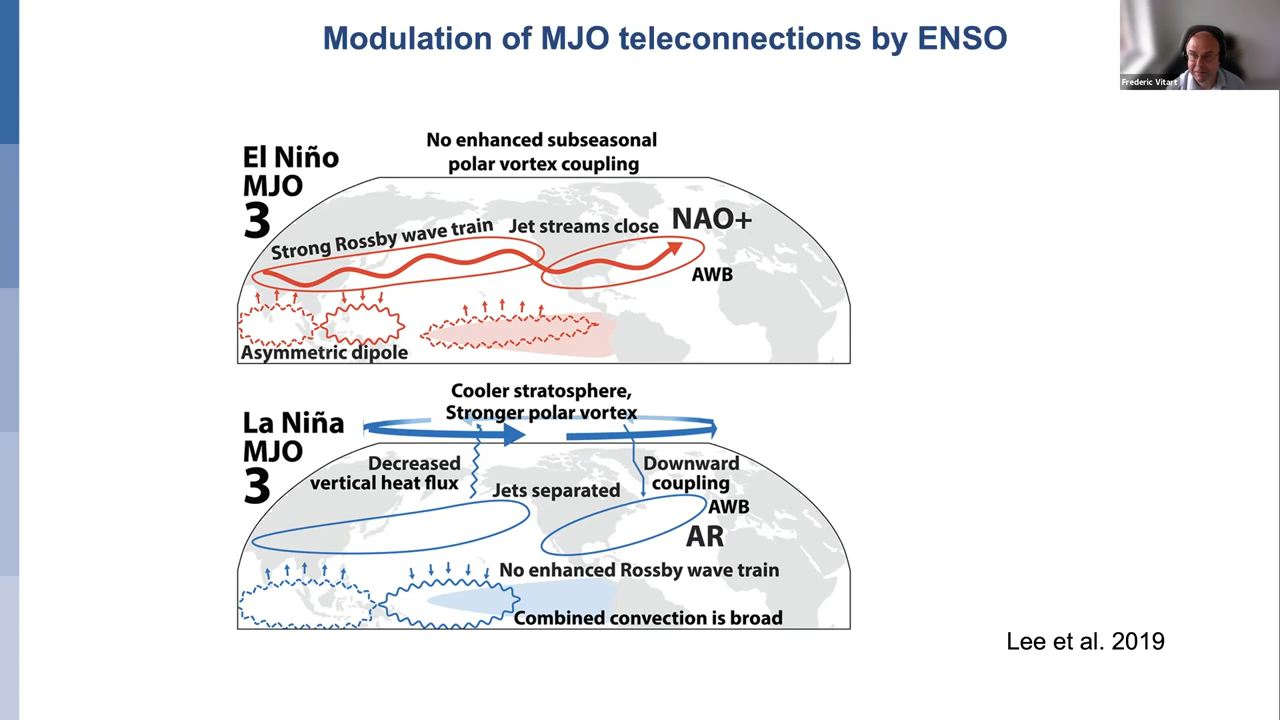 Modulation of MJO teleconnections by ENSO
Frederic Vitart
El Niño
MJO
3
No enhanced subseasonal
polar vortex coupling
Strong Rossby wave train
Jet streams close
NAO+
AWB
Asymmetric dipole
La Niña
MJO
3
Cooler stratosphere,
Stronger polar vortex
Decreased
vertical heat flux
Jets separated
Downward
coupling
AWB
AR
No enhanced Rossby wave train
Combined convection is broad
Lee et al. 2019